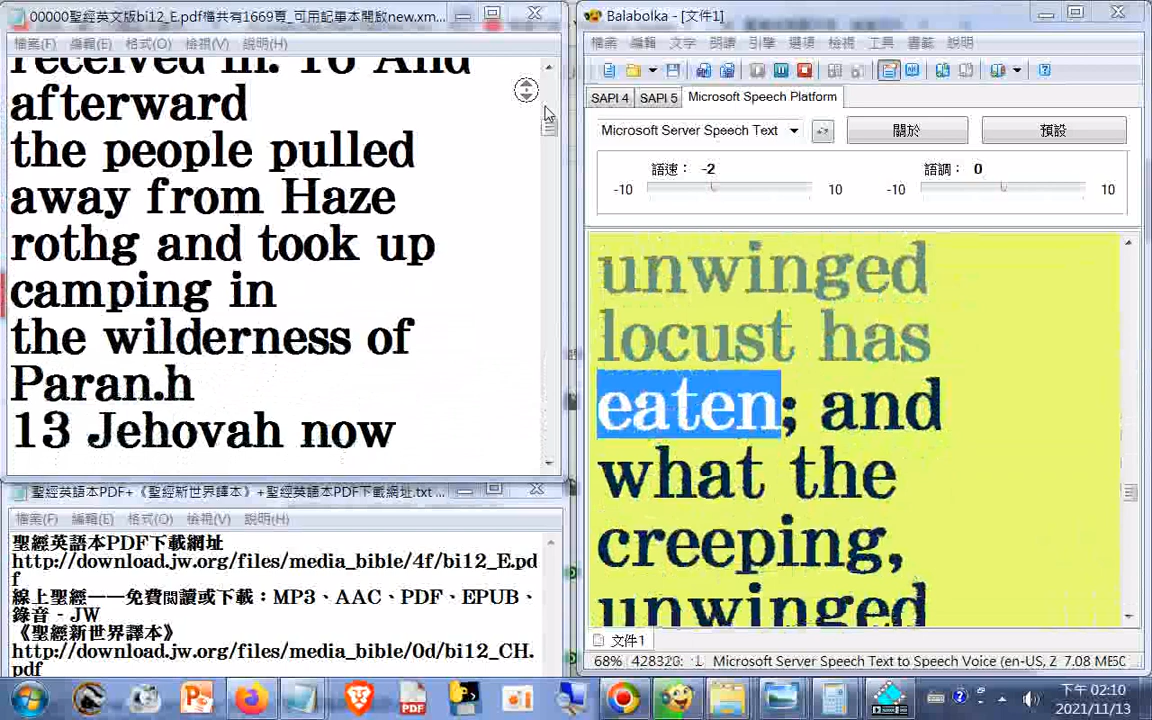 00000聖經英文版bi12_E.pdf檔共有1669頁_可用記事本開啟new.xm...
檔案(F) 編輯(E) 格式(O) 檢視(V) 說明(H)
received in. 16 And
afterward
the people pulled
away from Haze
rothg and took up
camping in
the wilderness of
Paran.h
13 Jehovah now
聖經英語本PDF+《聖經新世界譯本》+聖經英語本PDF下載網址.txt ...
檔案(F) 編輯(E) 格式(O) 檢視(V) 說明(H)
聖經英語本PDF下載網址
http://download.jw.org/files/media_bible/4f/bi12_E.pd
f
線上聖經——免費閱讀或下載：MP3、AAC、PDF、EPUB、
錄音 - JW
《聖經新世界譯本》
http://download.jw.org/files/media_bible/0d/bi12_CH.
pdf
Balabolka - [文件1]
檔案 編輯 文字 朗讀 引擎 選項 檢視 工具 書籤 說明
SAPI 4 SAPI 5 Microsoft Speech Platform
Microsoft Server Speech Text 關於 預設
語速： -2 語調： 0
-10 10 -10 10
unwinged
locust has
eaten; and
what the
creeping,
unwinged
文件1
68% Microsoft Server Speech Text to Speech Voice (en-US, Z
下午 02:10
2021/11/13